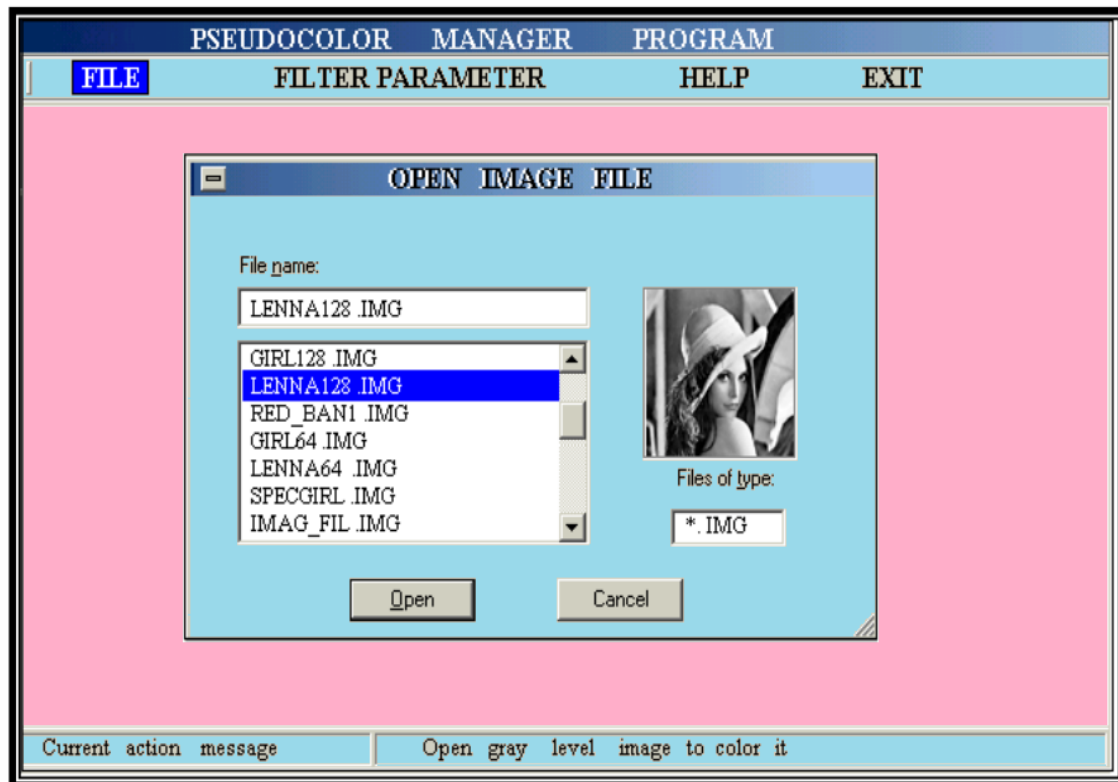 PSEUDOCOLOR MANAGER PROGRAM
FILE FILTER PARAMETER HELP EXIT
OPEN IMAGE FILE
File name:
LENNA128 .IMG
GIRL128 .IMG
LENNA128 .IMG
RED_BAN1 .IMG
GIRL64 .IMG
LENNA64 .IMG
SPECGIRL .IMG
IMAG_FIL .IMG
Files of type:
*. IMG
Open Cancel
Current action message Open gray level image to color it